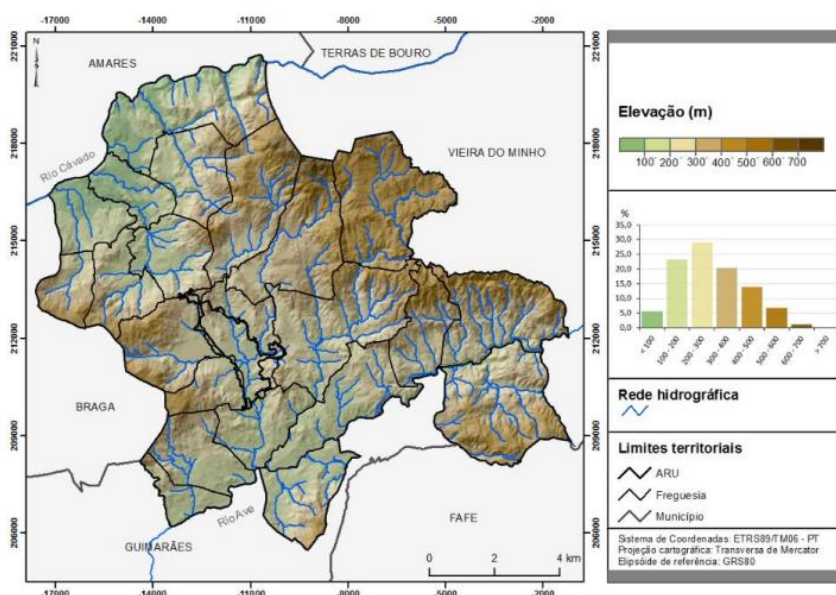 -17000 -14000 -11000 -8000 -5000 -2000
221000 221000
N
AMARES
TERRAS DE BOURO
218000 218000
VIEIRA DO MINHO
Rio Cávado
215000 215000
212000 212000
BRAGA
209000 209000
Rio Ave
FAFE
206000 206000
GUIMARÃES
0 2 4 km
-17000 -14000 -11000 -8000 -5000 -2000
Elevação (m)
100 200 300 400 500 600 700
%
35,0
30,0
25,0
20,0
15,0
10,0
5,0
0,0
< 100 100 - 200 200 - 300 300 - 400 400 - 500 500 - 600 600 - 700 > 700
Rede hidrográfica
Limites territoriais
ARU
Freguesia
Município
Sistema de Coordenadas: ETRS89/TM06 - PT
Projeção cartográfica: Transversa de Mercator
Elipsóide de referência: GRS80